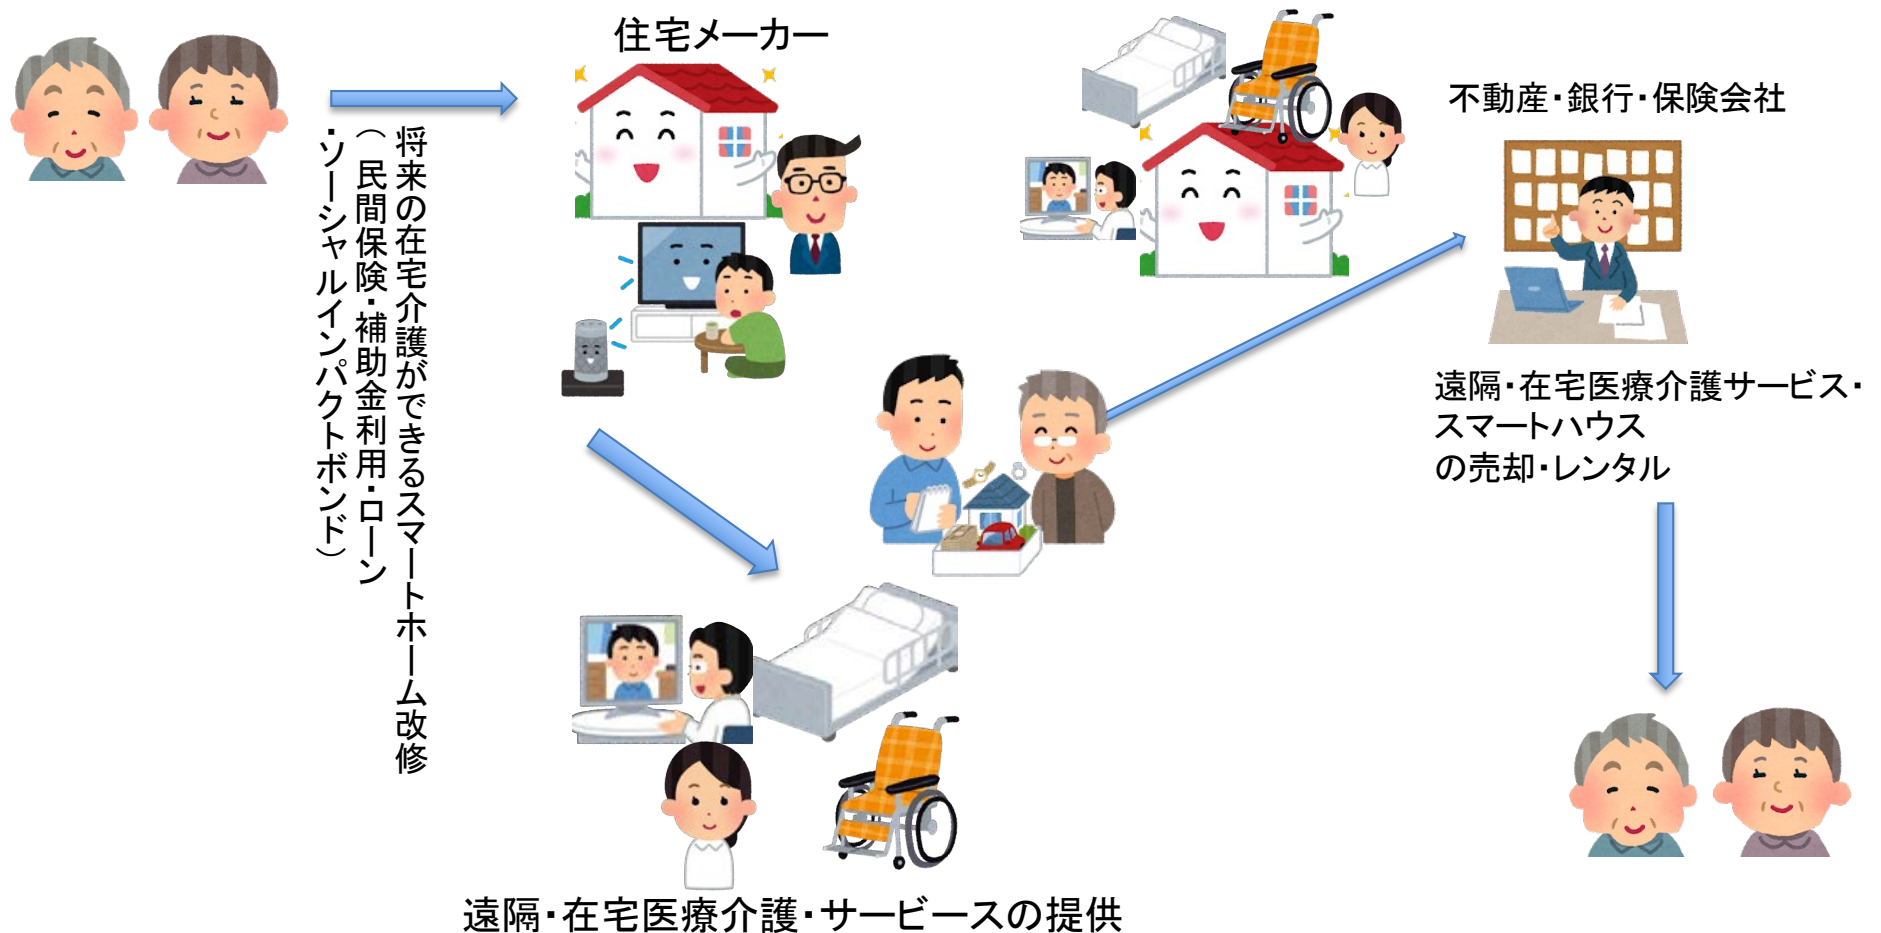 住宅メーカー
将来の在宅介護ができるスマートホーム改修
（民間保険・補助金利用・ローン
・ソーシャルインパクトボンド）
不動産・銀行・保険会社
遠隔・在宅医療介護サービス・
スマートハウス
の売却・レンタル
遠隔・在宅医療介護・サービースの提供